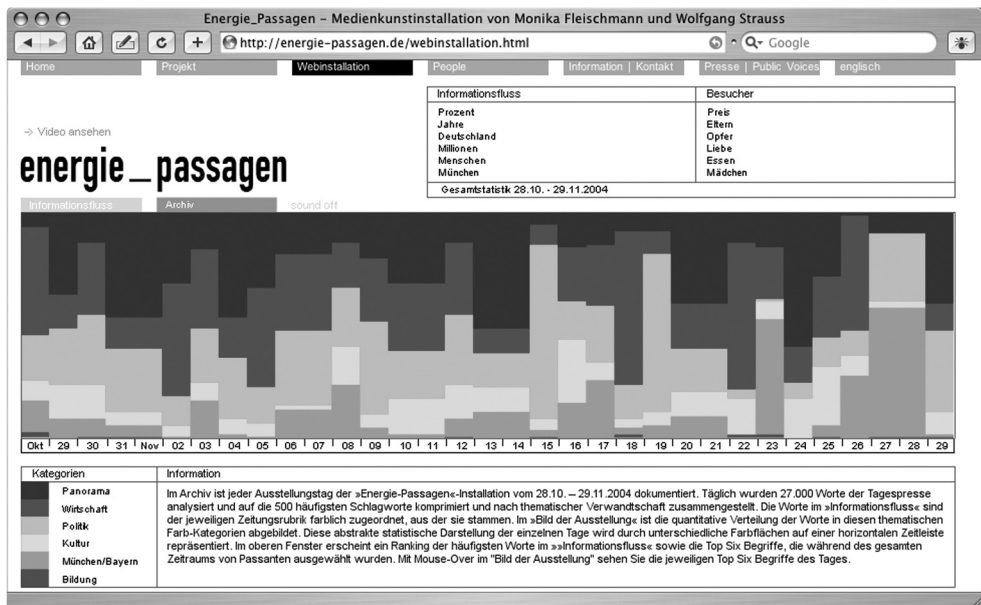 Energie_Passagen – Medienkunstinstallation von Monika Fleischmann und Wolfgang Strauss
http://energie-passagen.de/webinstallation.html
Google
Home Projekt Webinstallation People Information | Kontakt Presse | Public Voices englisch
Informationsfluss Besucher
Prozent Preis
Jahre Eltern
Deutschland Opfer
Millionen Liebe
Menschen Essen
München Mädchen
Gesamtstatistik 28.10. - 29.11.2004
-> Video ansehen
energie_passagen
Informationsfluss Archiv sound off
Okt 29 30 31 Nov 02 03 04 05 06 07 08 09 10 11 12 13 14 15 16 17 18 19 20 21 22 23 24 25 26 27 28 29
Kategorien
Panorama
Wirtschaft
Politik
Kultur
München/Bayern
Bildung
Information
Im Archiv ist jeder Ausstellungstag der »Energie-Passagen«-Installation vom 28.10. – 29.11.2004 dokumentiert. Täglich wurden 27.000 Worte der Tagespresse
analysiert und auf die 500 häufigsten Schlagworte komprimiert und nach thematischer Verwandtschaft zusammengestellt. Die Worte im »Informationsfluss« sind
der jeweiligen Zeitungsrubrik farblich zugeordnet, aus der sie stammen. Im »Bild der Ausstellung« ist die quantitative Verteilung der Worte in diesen thematischen
Farb-Kategorien abgebildet. Diese abstrakte statistische Darstellung der einzelnen Tage wird durch unterschiedliche Farbflächen auf einer horizontalen Zeitleiste
repräsentiert. Im oberen Fenster erscheint ein Ranking der häufigsten Worte im »»Informationsfluss« sowie die Top Six Begriffe, die während des gesamten
Zeitraums von Passanten ausgewählt wurden. Mit Mouse-Over im "Bild der Ausstellung" sehen Sie die jeweiligen Top Six Begriffe des Tages.